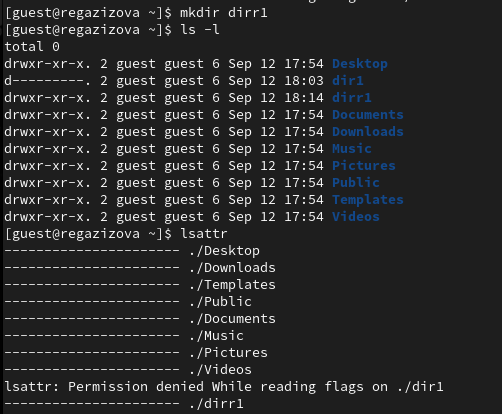 [guest@regazizova ~]$ mkdir dirr1
[guest@regazizova ~]$ ls -l
total 0
drwxr-xr-x. 2 guest guest 6 Sep 12 17:54 Desktop
d---------. 2 guest guest 6 Sep 12 18:03 dir1
drwxr-xr-x. 2 guest guest 6 Sep 12 18:14 dirr1
drwxr-xr-x. 2 guest guest 6 Sep 12 17:54 Documents
drwxr-xr-x. 2 guest guest 6 Sep 12 17:54 Downloads
drwxr-xr-x. 2 guest guest 6 Sep 12 17:54 Music
drwxr-xr-x. 2 guest guest 6 Sep 12 17:54 Pictures
drwxr-xr-x. 2 guest guest 6 Sep 12 17:54 Public
drwxr-xr-x. 2 guest guest 6 Sep 12 17:54 Templates
drwxr-xr-x. 2 guest guest 6 Sep 12 17:54 Videos
[guest@regazizova ~]$ lsattr
---------------------- ./Desktop
---------------------- ./Downloads
---------------------- ./Templates
---------------------- ./Public
---------------------- ./Documents
---------------------- ./Music
---------------------- ./Pictures
---------------------- ./Videos
lsattr: Permission denied While reading flags on ./dir1
---------------------- ./dirr1